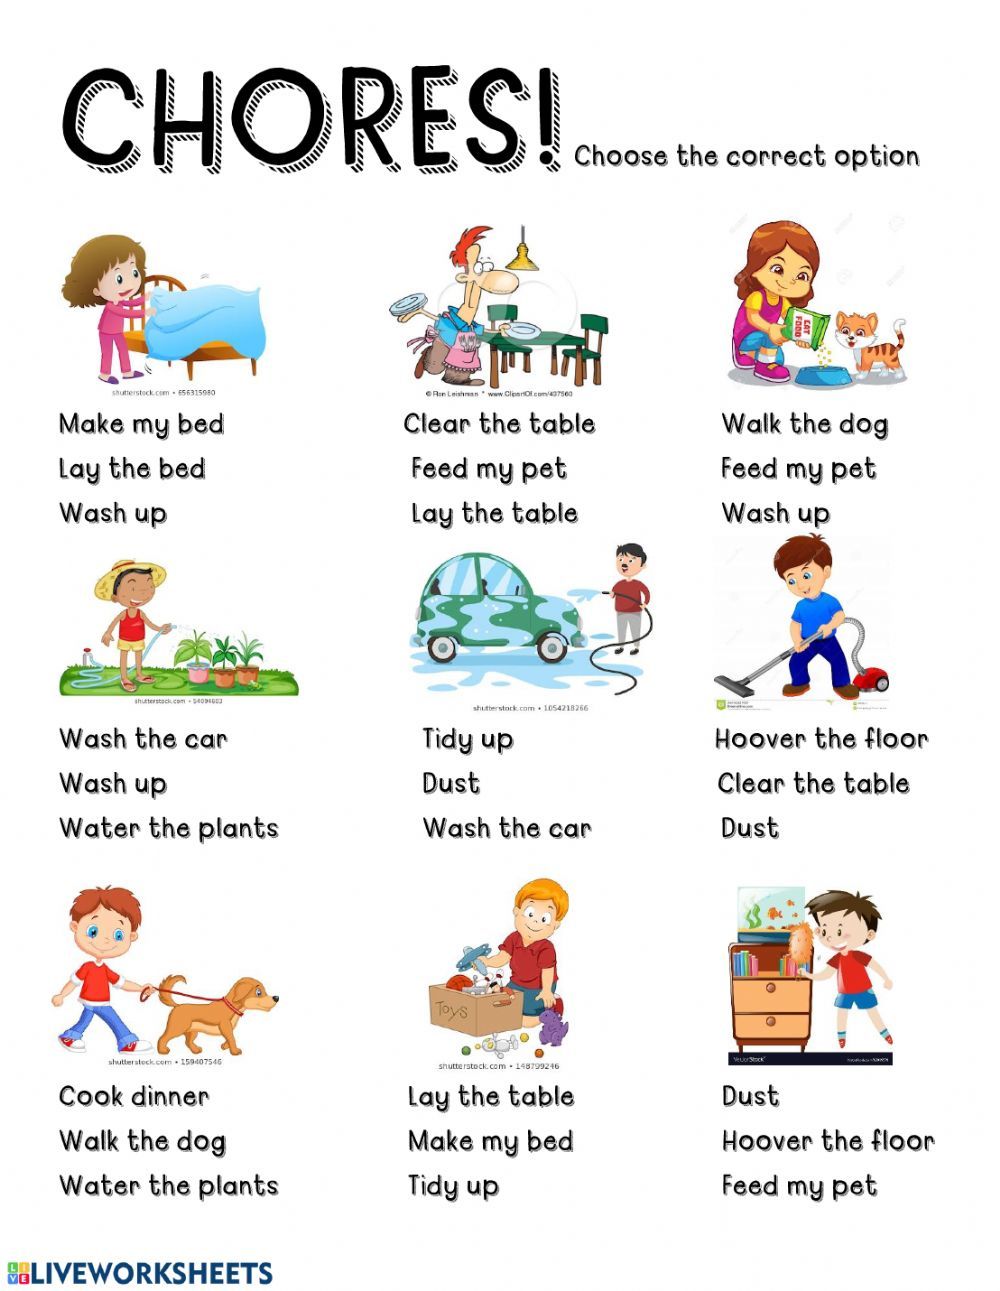 CHORES!
Choose the correct option
CAT FOOD
shutterstock.com • 656315980
© Ron Leishman * www.ClipartOf.com/437560
Make my bed
Lay the bed
Wash up
Clear the table
Feed my pet
Lay the table
Walk the dog
Feed my pet
Wash up
shutterstock.com • 54094603
shutterstock.com • 1054218266
Wash the car
Wash up
Water the plants
Tidy up
Dust
Wash the car
Hoover the floor
Clear the table
Dust
Toys
shutterstock.com • 159407546
shutterstock.com • 148799246
VectorStock
Cook dinner
Walk the dog
Water the plants
Lay the table
Make my bed
Tidy up
Dust
Hoover the floor
Feed my pet
LIVE LIVEWORKSHEETS